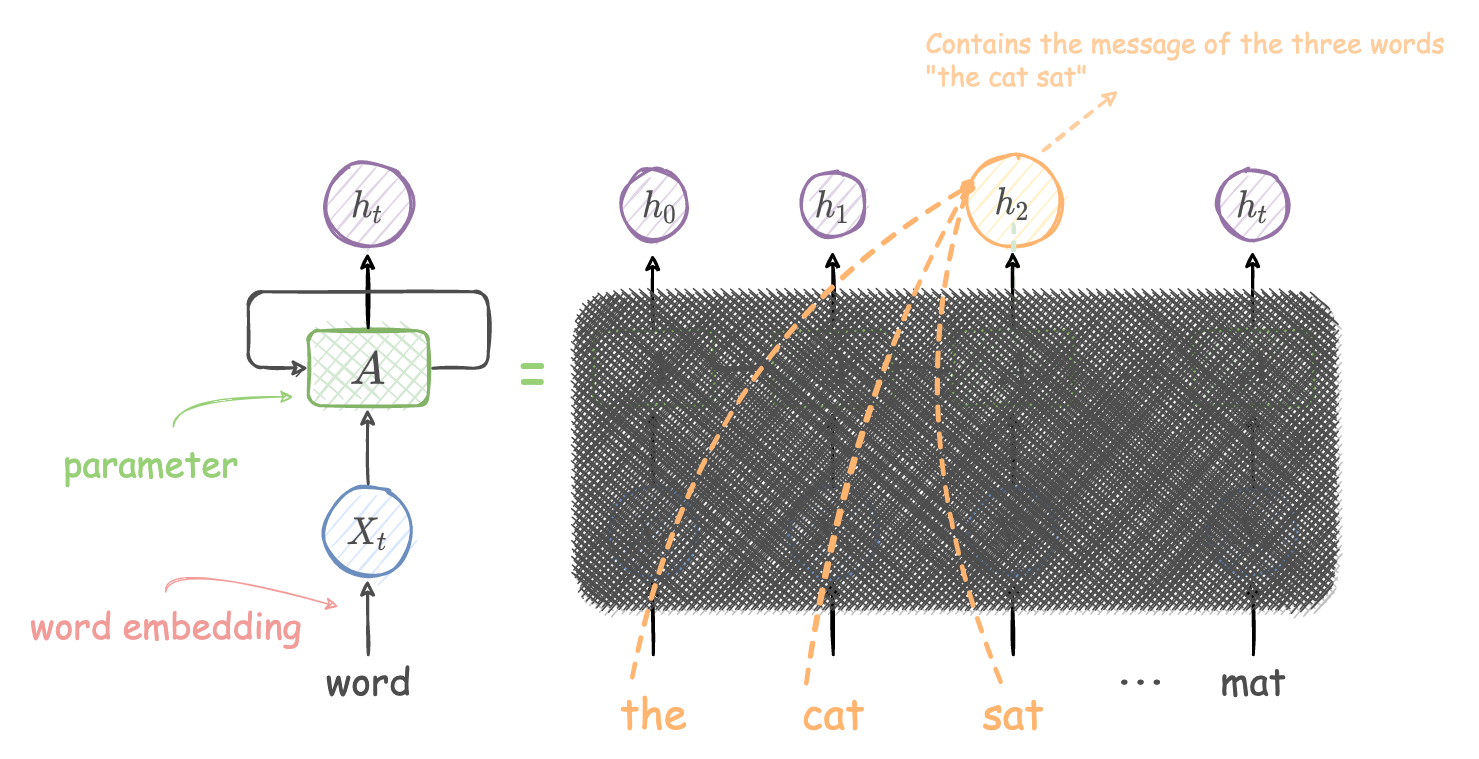 Contains the message of the three words
"the cat sat"
h_t
h_0
h_1
h_2
h_t
A
=
parameter
X_t
word embedding
word
the
cat
sat
...
mat